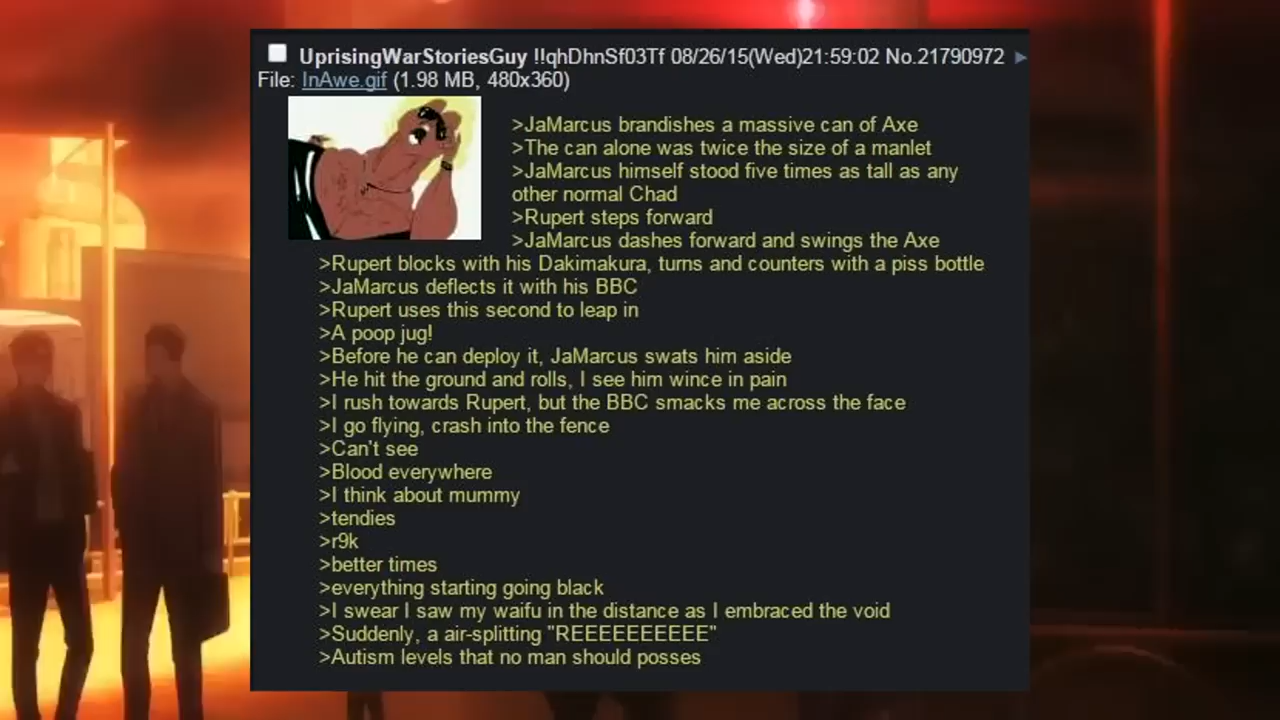 UprisingWarStoriesGuy !!qhDhnSf03Tf 08/26/15(Wed)21:59:02 No.21790972
File: InAwe.gif (1.98 MB, 480x360)
>JaMarcus brandishes a massive can of Axe
>The can alone was twice the size of a manlet
>JaMarcus himself stood five times as tall as any
other normal Chad
>Rupert steps forward
>JaMarcus dashes forward and swings the Axe
>Rupert blocks with his Dakimakura, turns and counters with a piss bottle
>JaMarcus deflects it with his BBC
>Rupert uses this second to leap in
>A poop jug!
>Before he can deploy it, JaMarcus swats him aside
>He hit the ground and rolls, I see him wince in pain
>I rush towards Rupert, but the BBC smacks me across the face
>I go flying, crash into the fence
>Can't see
>Blood everywhere
>I think about mummy
>tendies
>r9k
>better times
>everything starting going black
>I swear I saw my waifu in the distance as I embraced the void
>Suddenly, a air-splitting "REEEEEEEEEE"
>Autism levels that no man should posses